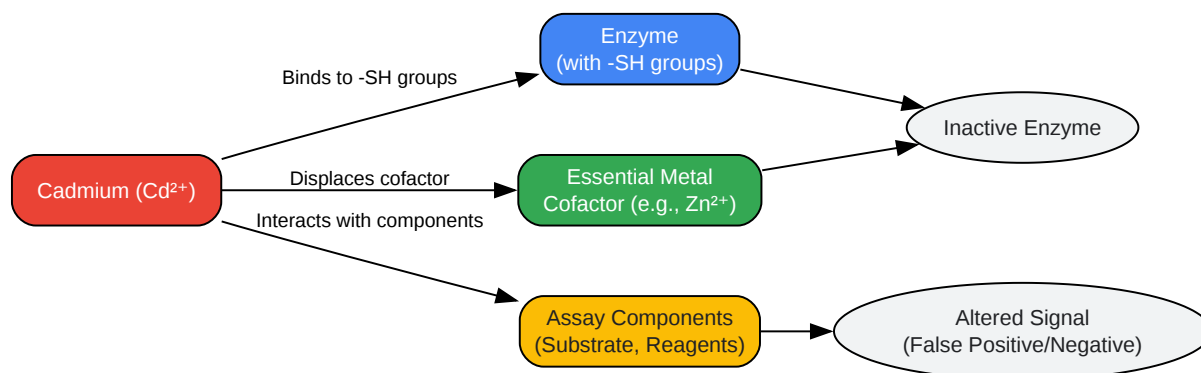 Enzyme
(with -SH groups)
Binds to -SH groups
Inactive Enzyme
Cadmium (Cd²⁺)
Displaces cofactor
Essential Metal
Cofactor (e.g., Zn²⁺)
Interacts with components
Assay Components
(Substrate, Reagents)
Altered Signal
(False Positive/Negative)